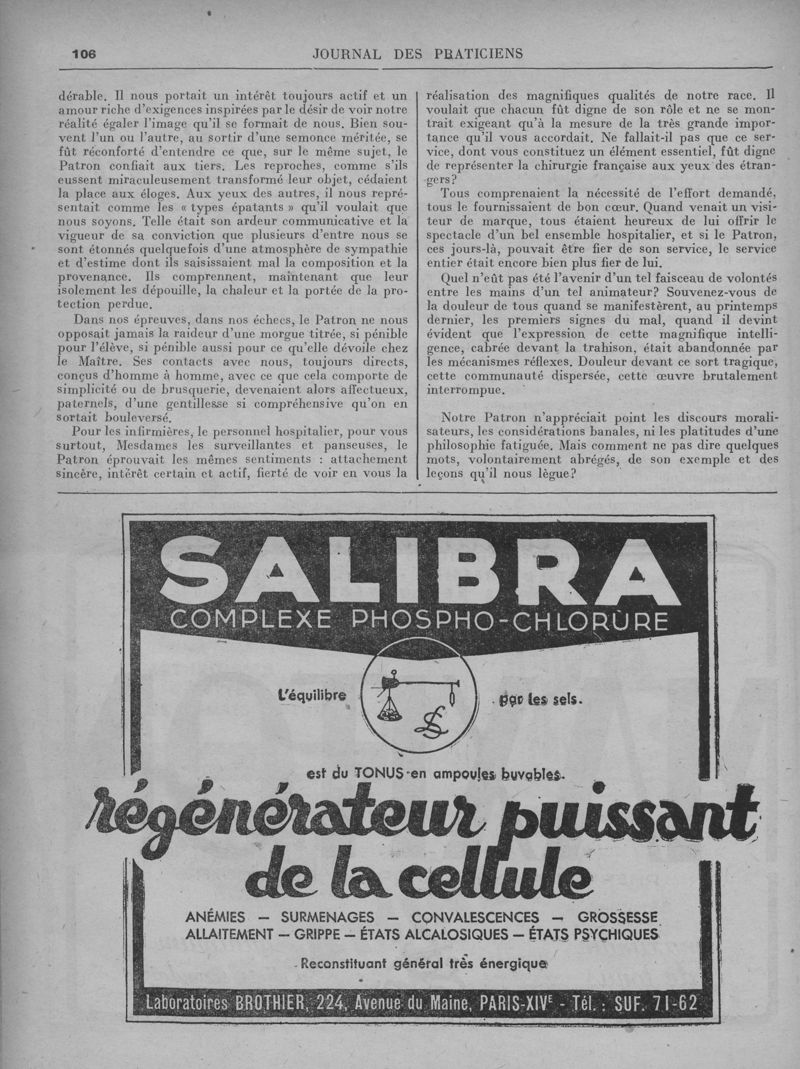 106
JOURNAL DES PRATICIENS
dérable. Il nous portait un intérêt toujours actif et un
amour riche d'exigences inspirées par le désir de voir notre
réalité égaler l'image qu'il se formait de nous. Bien sou-
vent l'un ou l'autre, au sortir d'une semonce méritée, se
fût réconforté d'entendre ce que, sur le même sujet, le
Patron confiait aux tiers. Les reproches, comme s'ils
eussent miraculeusement transformé leur objet, cédaient
la place aux éloges. Aux yeux des autres, il nous repré-
sentait comme les « types épatants » qu'il voulait que
nous soyons. Telle était son ardeur communicative et la
vigueur de sa conviction que plusieurs d'entre nous se
sont étonnés quelquefois d'une atmosphère de sympathie
et d'estime dont ils saisissaient mal la composition et la
provenance. Ils comprennent, maintenant que leur
isolement les dépouille, la chaleur et la portée de la pro-
tection perdue.
Dans nos épreuves, dans nos échecs, le Patron ne nous
opposait jamais la raideur d'une morgue titrée, si pénible
pour l'élève, si pénible aussi pour ce qu'elle dévoile chez
le Maître. Ses contacts avec nous, toujours directs,
conçus d'homme à homme, avec ce que cela comporte de
simplicité ou de brusquerie, devenaient alors affectueux,
paternels, d'une gentillesse si compréhensive qu'on en
sortait bouleversé.
Pour les infirmières, le personnel hospitalier, pour vous
surtout, Mesdames les surveillantes et panseuses, le
Patron éprouvait les mêmes sentiments : attachement
sincère, intérêt certain et actif, fierté de voir en vous la
réalisation des magnifiques qualités de notre race. Il
voulait que chacun fût digne de son rôle et ne se mon-
trait exigeant qu'à la mesure de la très grande impor-
tance qu'il vous accordait. Ne fallait-il pas que ce ser-
vice, dont vous constituez un élément essentiel, fût digne
de représenter la chirurgie française aux yeux des étran-
gers?
Tous comprenaient la nécessité de l'effort demandé,
tous le fournissaient de bon cœur. Quand venait un visi-
teur de marque, tous étaient heureux de lui offrir le
spectacle d'un bel ensemble hospitalier, et si le Patron,
ces jours-là, pouvait être fier de son service, le service
entier était encore bien plus fier de lui.
Quel n'eût pas été l'avenir d'un tel faisceau de volontés
entre les mains d'un tel animateur? Souvenez-vous de
la douleur de tous quand se manifestèrent, au printemps
dernier, les premiers signes du mal, quand il devint
évident que l'expression de cette magnifique intelli-
gence, cabrée devant la trahison, était abandonnée par
les mécanismes réflexes. Douleur devant ce sort tragique,
cette communauté dispersée, cette œuvre brutalement
interrompue.
Notre Patron n'appréciait point les discours morali-
sateurs, les considérations banales, ni les platitudes d'une
philosophie fatiguée. Mais comment ne pas dire quelques
mots, volontairement abrégés, de son exemple et des
leçons qu'il nous lègue?
SALIBRA
COMPLEXE PHOSPHO-CHLORÙRE
L'équilibre par les sels.
est du TONUS en ampoules buvables.
régénérateur puissant
de la cellule
ANÉMIES — SURMENAGES — CONVALESCENCES — GROSSESSE
ALLAITEMENT — GRIPPE — ÉTATS ALCALOSIQUES — ÉTATS PSYCHIQUES
Reconstituant général très énergique
Laboratoires BROTHIER, 224, Avenue du Maine, PARIS-XIVᴱ - Tél. : SUF. 71-62